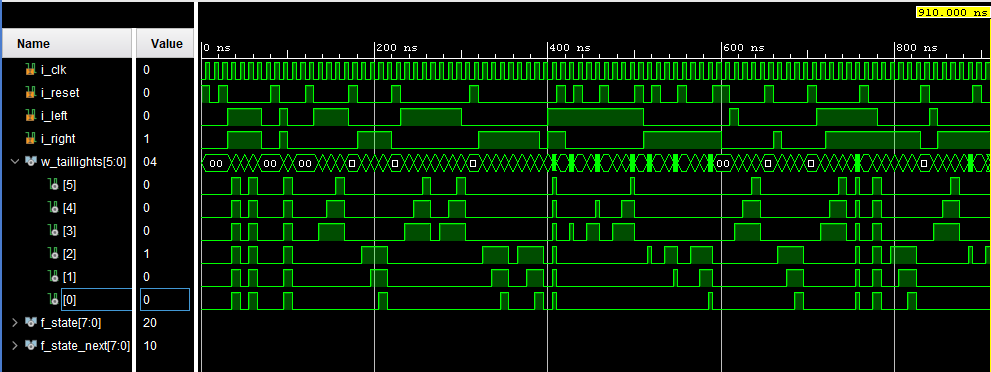 910.000 ns
Name Value
0 ns 200 ns 400 ns 600 ns 800 ns
i_clk 0
i_reset 0
i_left 0
i_right 1
w_taillights[5:0] 04 00 00 00 00
[5] 0
[4] 0
[3] 0
[2] 1
[1] 0
[0] 0
f_state[7:0] 20
f_state_next[7:0] 10